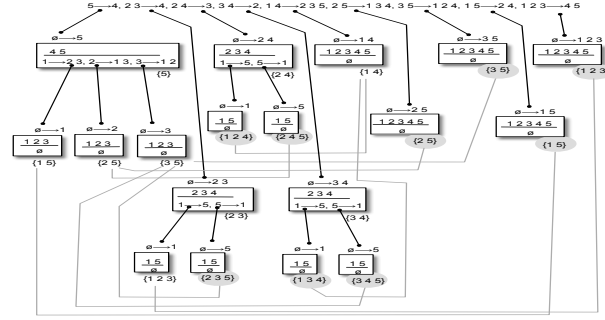 5→4, 2 3→4, 2 4→3, 3 4→2, 1 4→2 3 5, 2 5→1 3 4, 3 5→1 2 4, 1 5→2 4, 1 2 3→4 5
ø→5
ø→2 4
ø→1 4
ø→3 5
ø→1 2 3
4 5
1→2 3, 2→1 3, 3→1 2
{5}
2 3 4
1→5, 5→1
{2 4}
1 2 3 4 5
ø
{1 4}
1 2 3 4 5
ø
{3 5}
1 2 3 4 5
ø
{1 2 3}
ø→1
1 5
ø
{1 2 4}
ø→5
1 5
ø
{2 4 5}
ø→2 5
1 2 3 4 5
ø
{2 5}
ø→1 5
1 2 3 4 5
ø
{1 5}
ø→1
1 2 3
ø
{1 5}
ø→2
1 2 3
ø
{2 5}
ø→3
1 2 3
ø
{3 5}
ø→2 3
2 3 4
1→5, 5→1
{2 3}
ø→3 4
2 3 4
1→5, 5→1
{3 4}
ø→1
1 5
ø
{1 2 3}
ø→5
1 5
ø
{2 3 5}
ø→1
1 5
ø
{1 3 4}
ø→5
1 5
ø
{3 4 5}